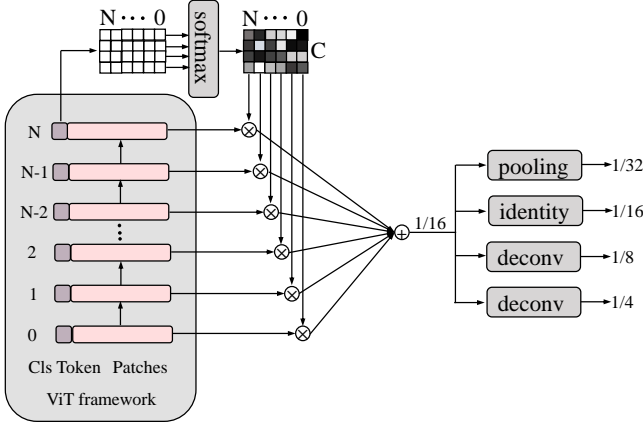 N ··· 0
softmax
N ··· 0
C
N
N-1
N-2
⋮
2
1
0
Cls Token Patches
ViT framework
1/16
pooling 1/32
identity 1/16
deconv 1/8
deconv 1/4